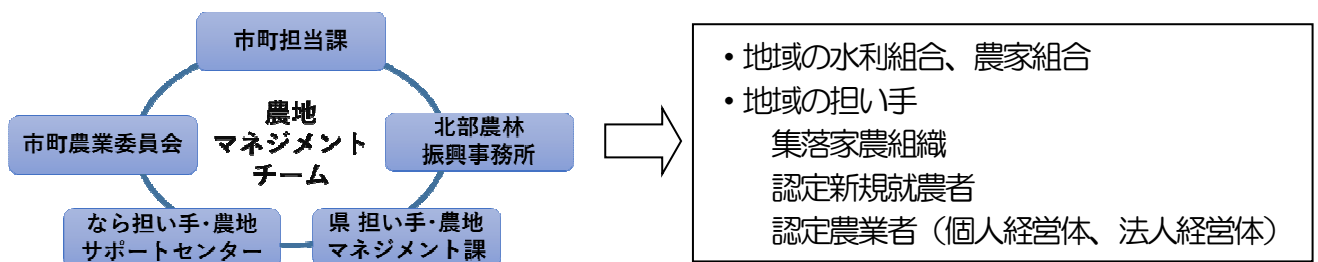 市町担当課
市町農業委員会
農地
マネジメント
チーム
北部農林
振興事務所
なら担い手・農地
サポートセンター
県 担い手・農地
マネジメント課
・地域の水利組合、農家組合
・地域の担い手
集落家農組織
認定新規就農者
認定農業者（個人経営体、法人経営体）